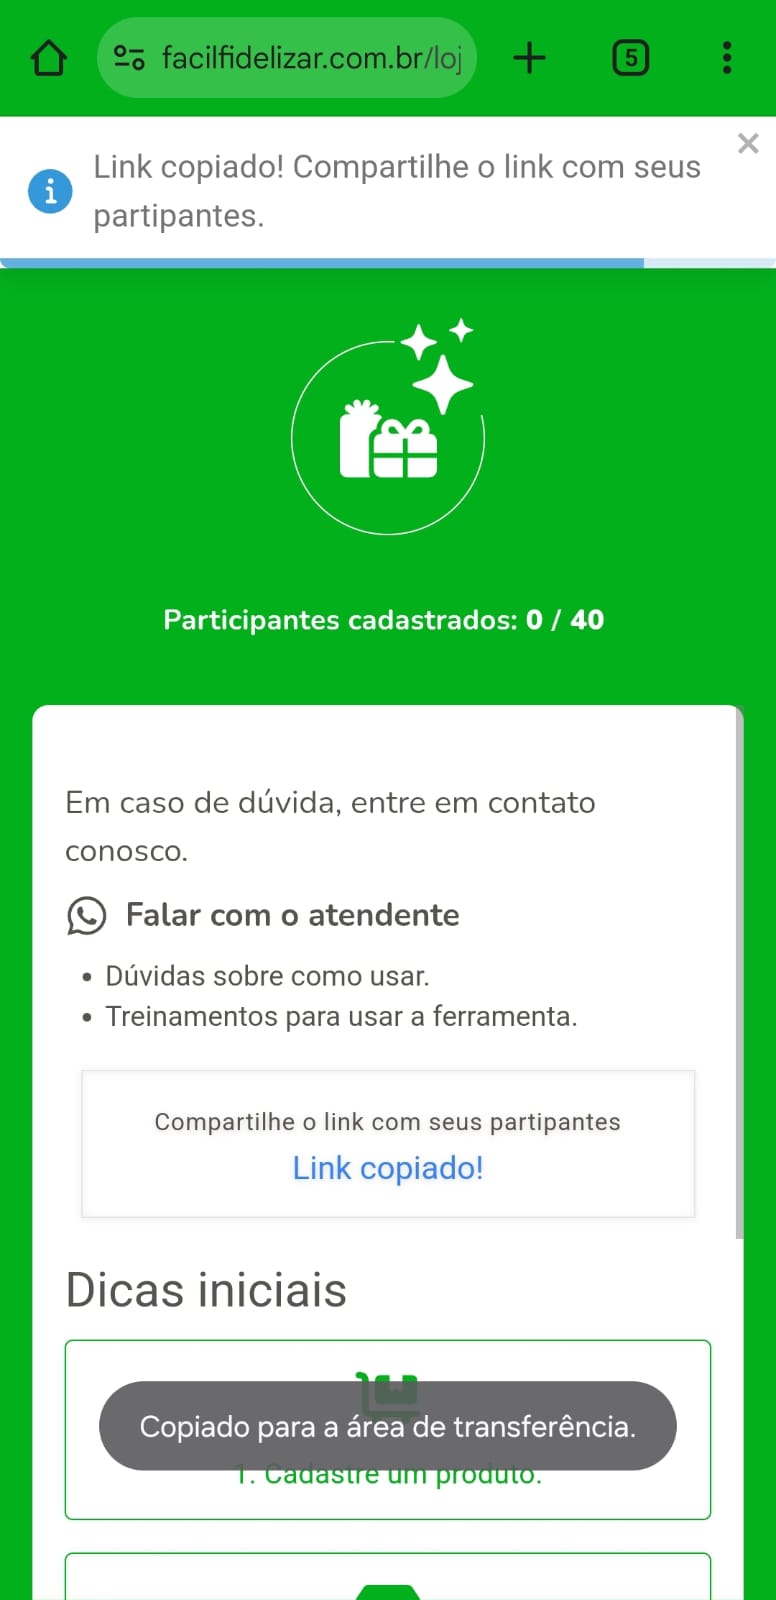 facilfidelizar.com.br/loj
5
Link copiado! Compartilhe o link com seus
partipantes.
Participantes cadastrados: 0 / 40
Em caso de dúvida, entre em contato
conosco.
Falar com o atendente
• Dúvidas sobre como usar.
• Treinamentos para usar a ferramenta.
Compartilhe o link com seus partipantes
Link copiado!
Dicas iniciais
Copiado para a área de transferência.
1. Cadastre um produto.